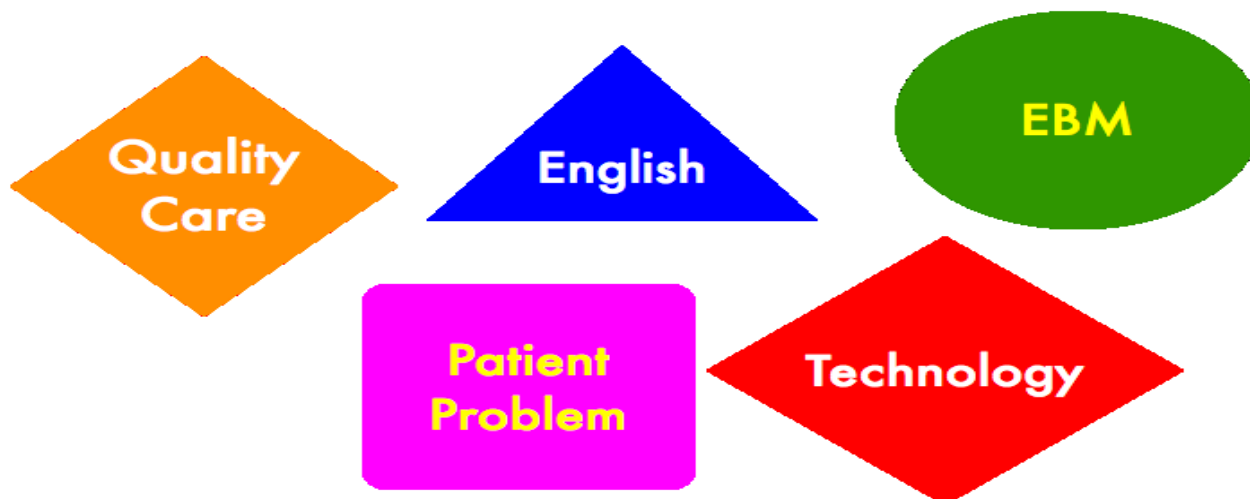 Quality
Care
English
EBM
Patient
Problem
Technology